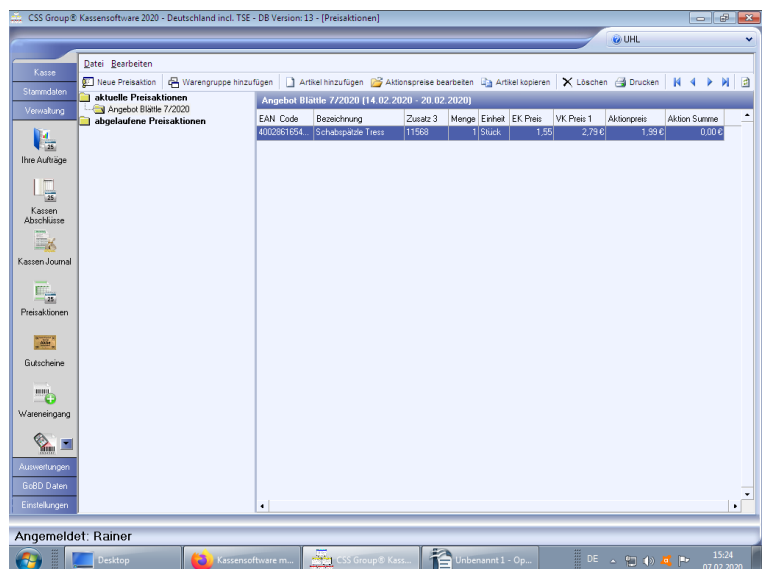 CSS Group® Kassensoftware 2020 - Deutschland incl. TSE - DB Version: 13 - [Preisaktionen]
UHL
Kasse
Stammdaten
Verwaltung
Ihre Aufträge
Kassen
Abschlüsse
Kassen Journal
Preisaktionen
Gutscheine
Wareneingang
Auswertungen
GoBD Daten
Einstellungen
Datei Bearbeiten
Neue Preisaktion Warengruppe hinzufügen Artikel hinzufügen Aktionspreise bearbeiten Artikel kopieren Löschen Drucken
aktuelle Preisaktionen
Angebot Blättle 7/2020
abgelaufene Preisaktionen
Angebot Blättle 7/2020 [14.02.2020 - 20.02.2020]
EAN Code Bezeichnung Zusatz 3 Menge Einheit EK Preis VK Preis 1 Aktionpreis Aktion Summe
4002861654... Schabspätzle Tress 11568 1 Stück 1,55 2,79 € 1,99 € 0,00 €
Angemeldet: Rainer
Desktop Kassensoftware m... CSS Group® Kass... Unbenannt 1 - Op... DE 15:24
07.02.2020